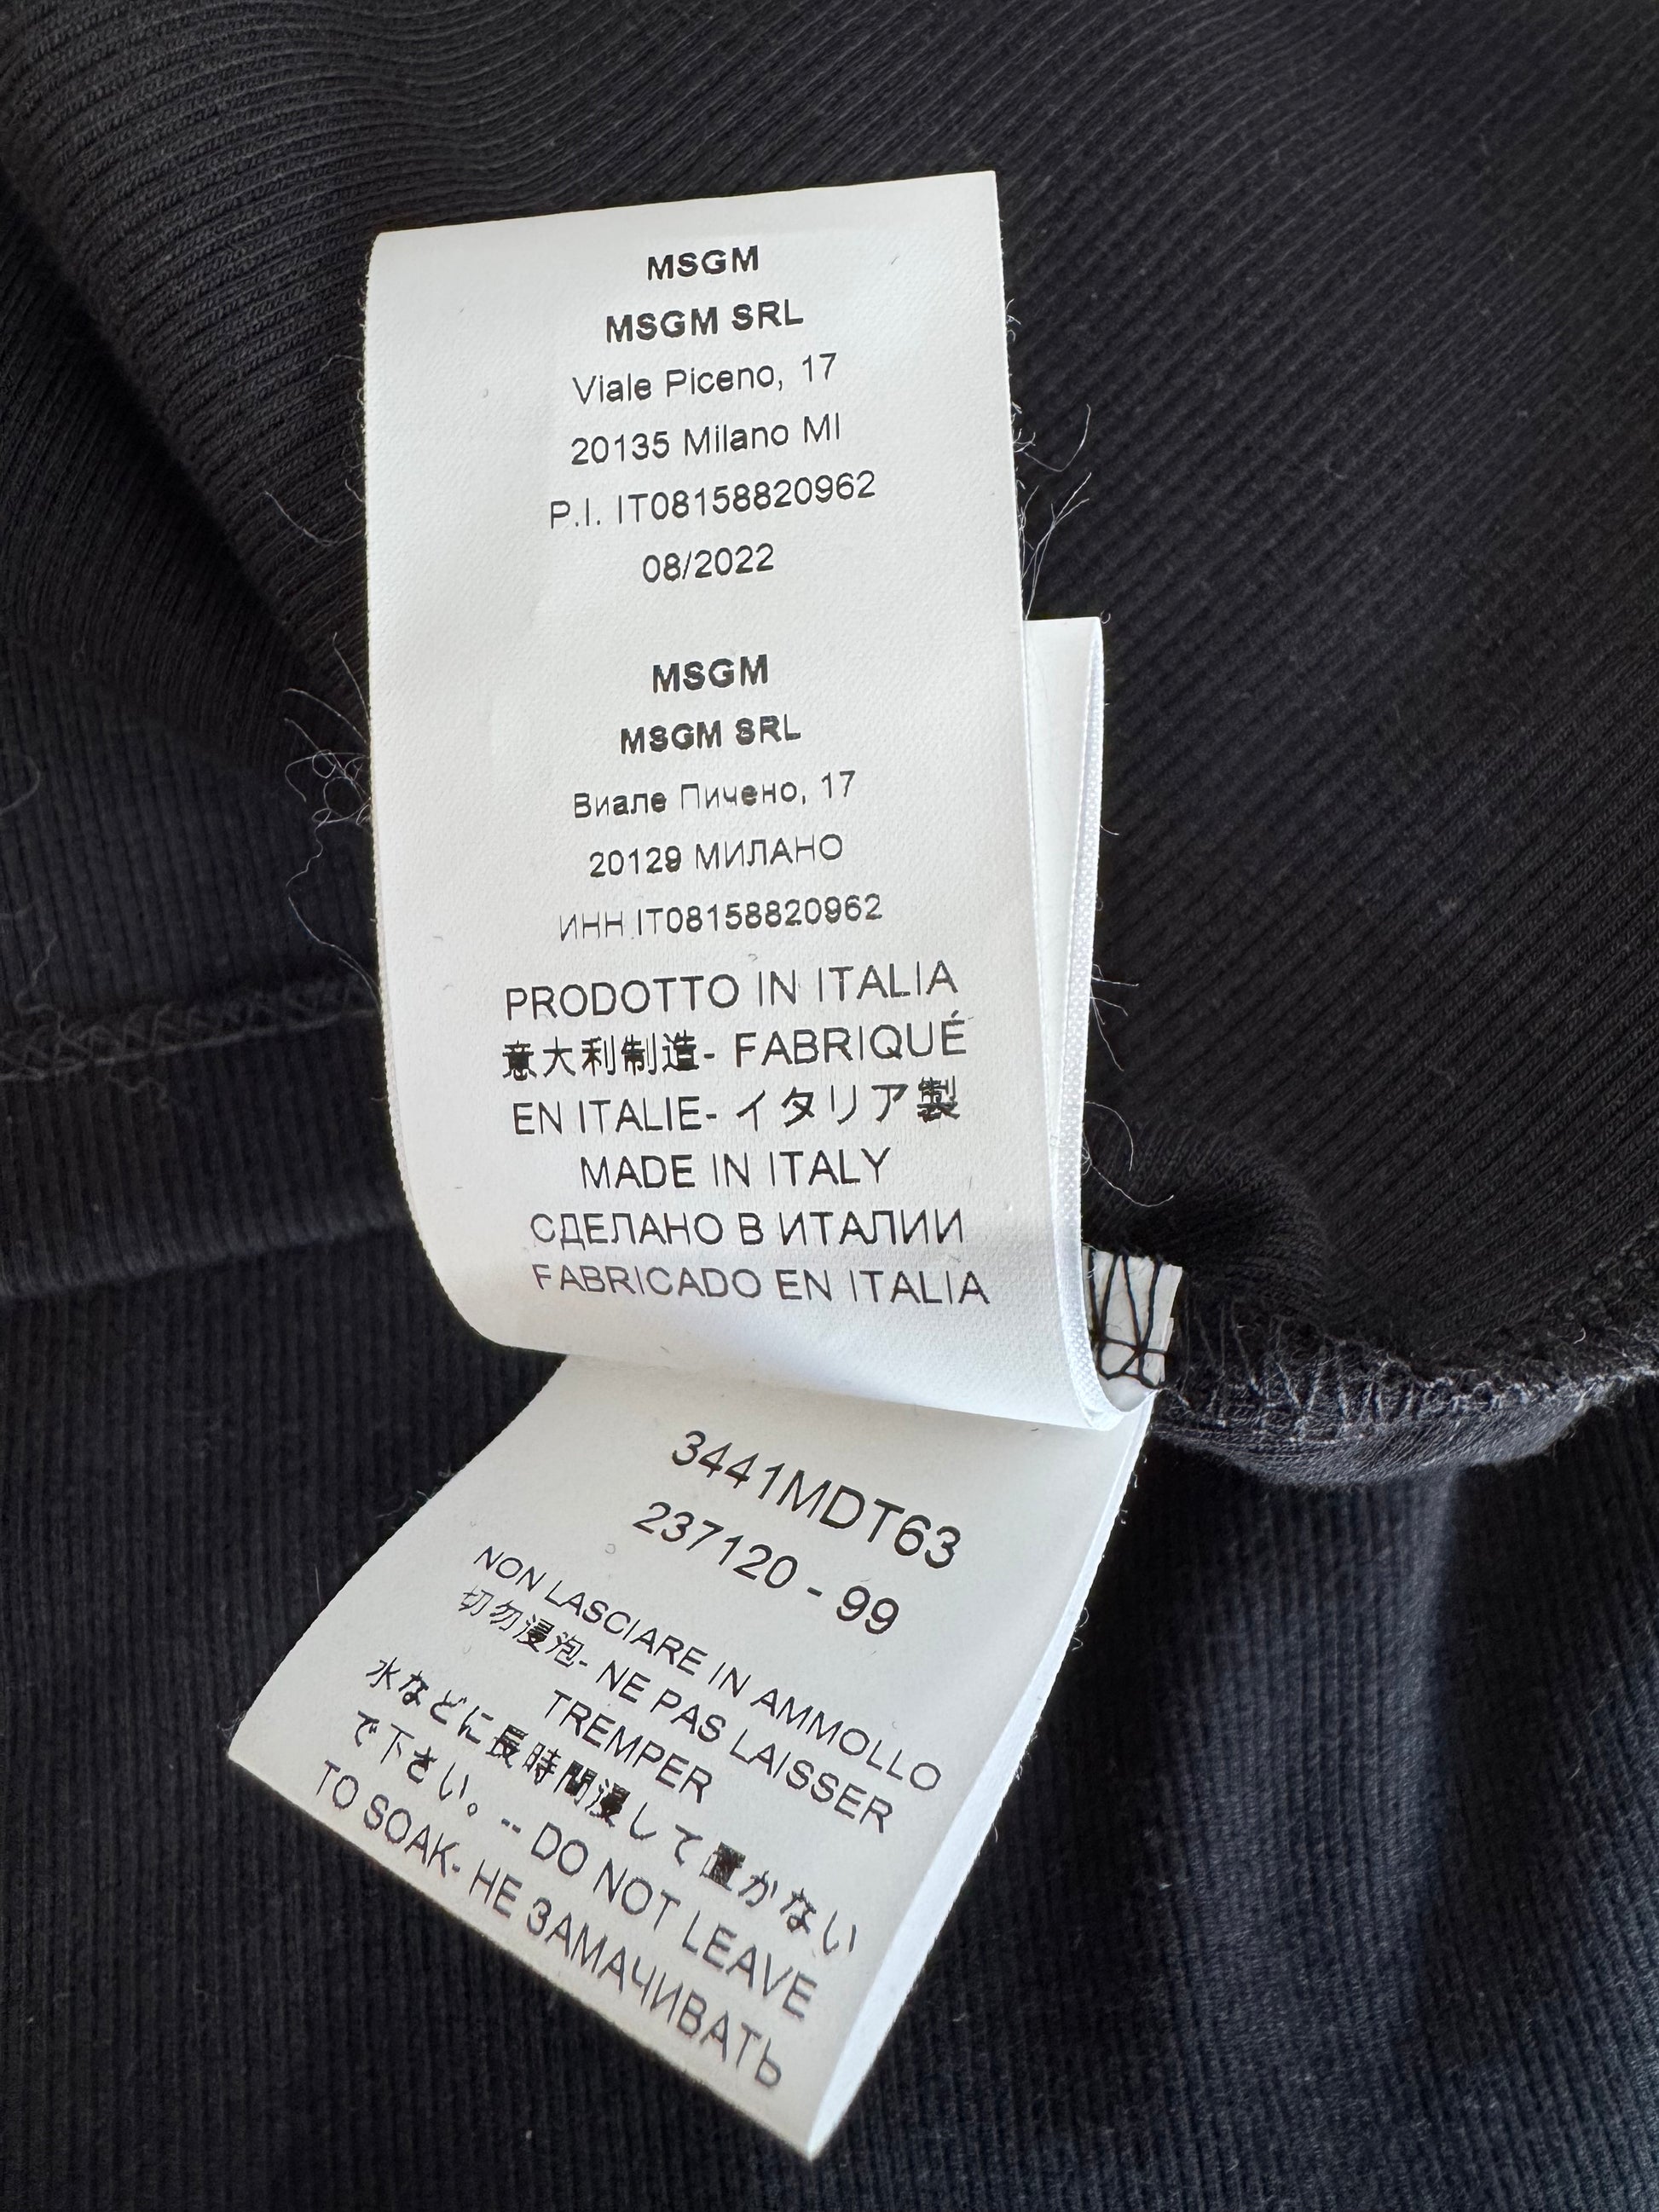 MSGM
MSGM SRL
Viale Piceno, 17
20135 Milano MI
P.I. IT08158820962
08/2022
MSGM
MSGM SRL
Виале Пичено, 17
20129 МИЛАНО
ИНН IT08158820962
PRODOTTO IN ITALIA
意大利制造- FABRIQUÉ
EN ITALIE- イタリア製
MADE IN ITALY
СДЕЛАНО В ИТАЛИИ
FABRICADO EN ITALIA
3441MDT63
237120 - 99
NON LASCIARE IN AMMOLLO
切勿浸泡- NE PAS LAISSER
TREMPER
水などに長時間浸して置かない
で下さい。-- DO NOT LEAVE
TO SOAK- НЕ ЗАМАЧИВАТЬ